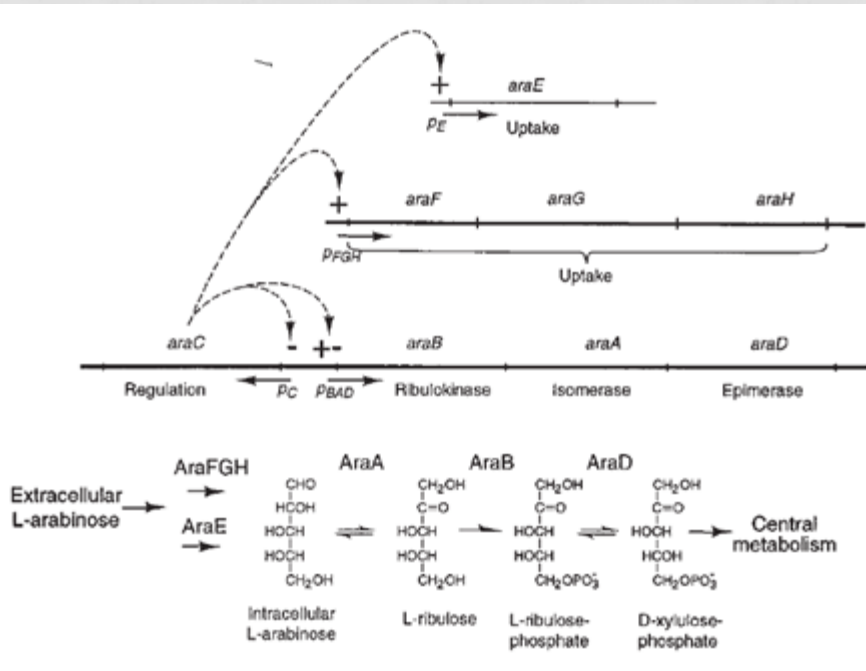 + araE
pE Uptake
+ araF araG araH
pFGH
Uptake
araC - +- araB araA araD
Regulation pC pBAD Ribulokinase Isomerase Epimerase
AraFGH AraA AraB AraD
Extracellular
L-arabinose
AraE
Central
metabolism
CHO CH₂OH CH₂OH CH₂OH
HCOH C=O C=O C=O
HOCH HOCH HOCH HOCH
HOCH HOCH HOCH HCOH
CH₂OH CH₂OH CH₂OPO₃⁻ CH₂OPO₃⁻
Intracellular
L-arabinose
L-ribulose
L-ribulose-
phosphate
D-xylulose-
phosphate